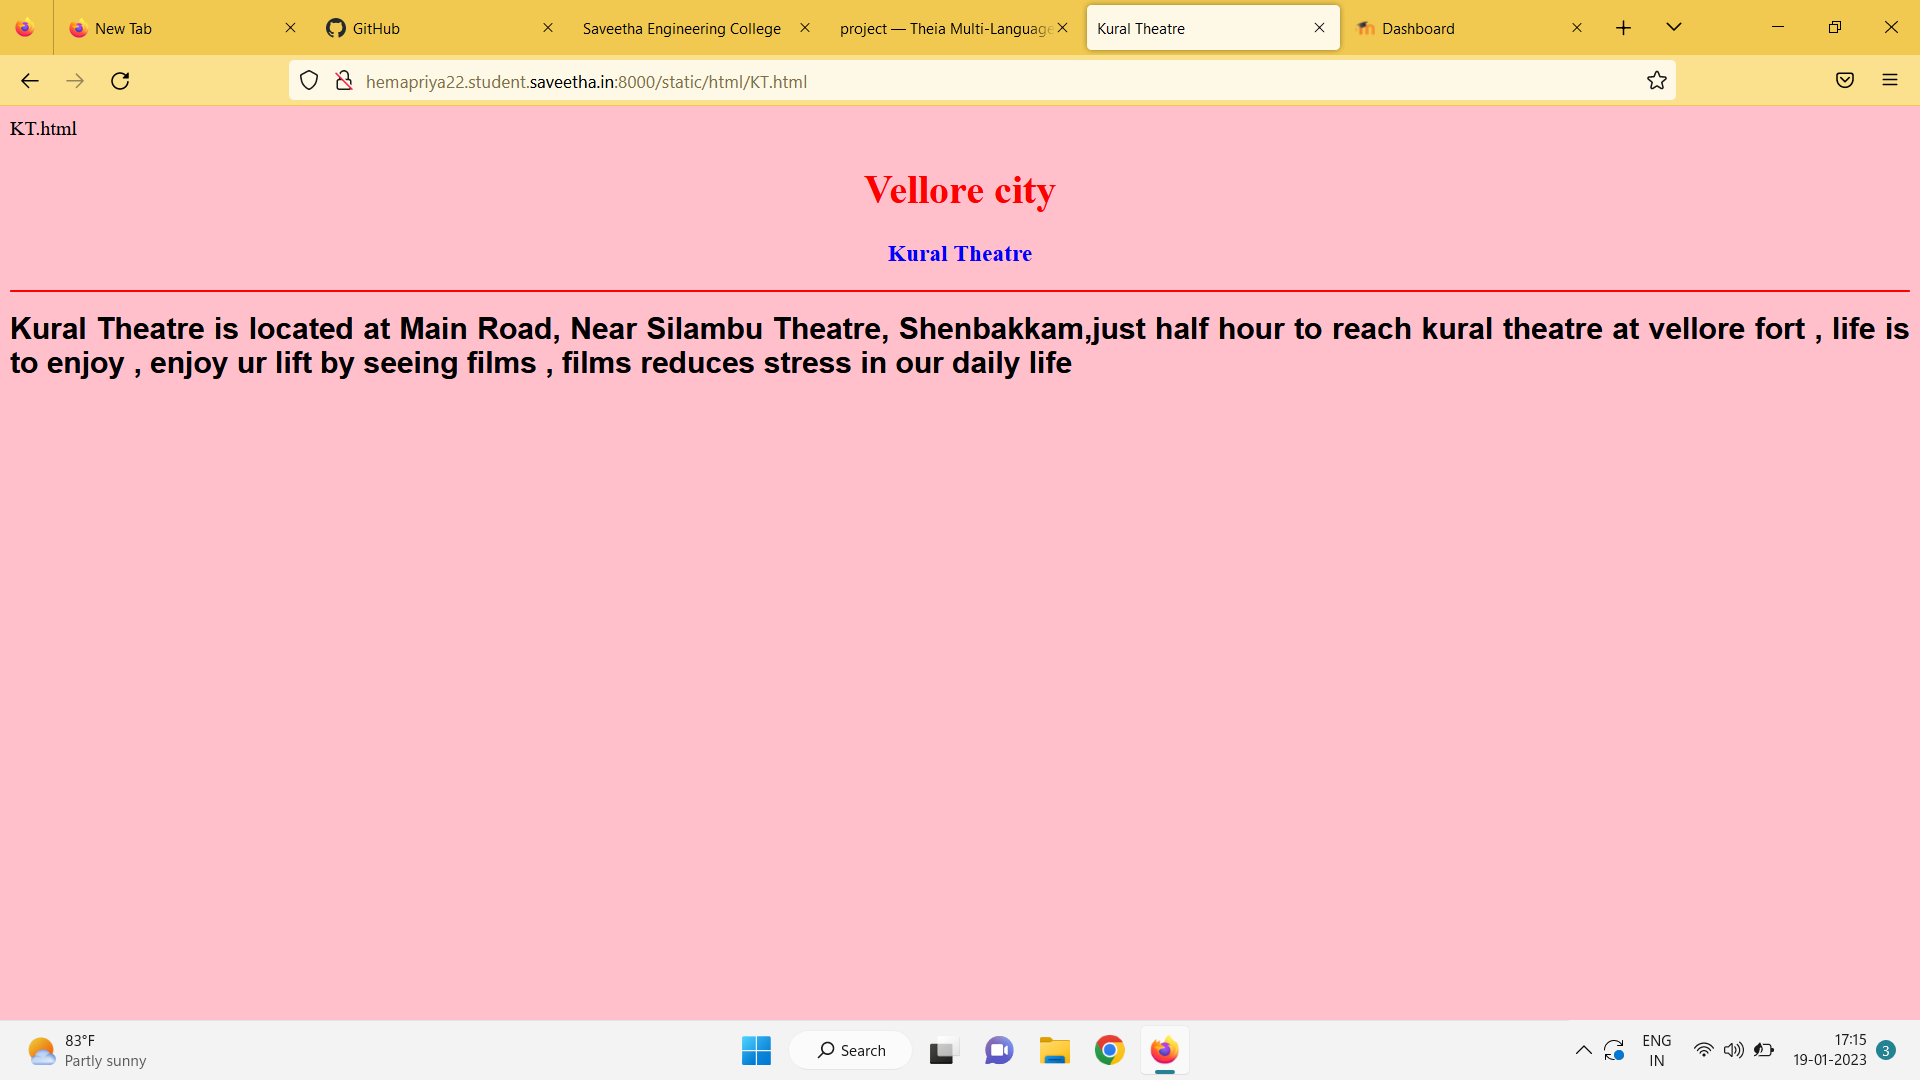 New Tab
GitHub
Saveetha Engineering College
project — Theia Multi-Language
Kural Theatre
Dashboard
hemapriya22.student.saveetha.in:8000/static/html/KT.html
KT.html
Vellore city
Kural Theatre
Kural Theatre is located at Main Road, Near Silambu Theatre, Shenbakkam,just half hour to reach kural theatre at vellore fort , life is
to enjoy , enjoy ur lift by seeing films , films reduces stress in our daily life
83°F
Partly sunny
Search
ENG
IN
17:15
19-01-2023
3